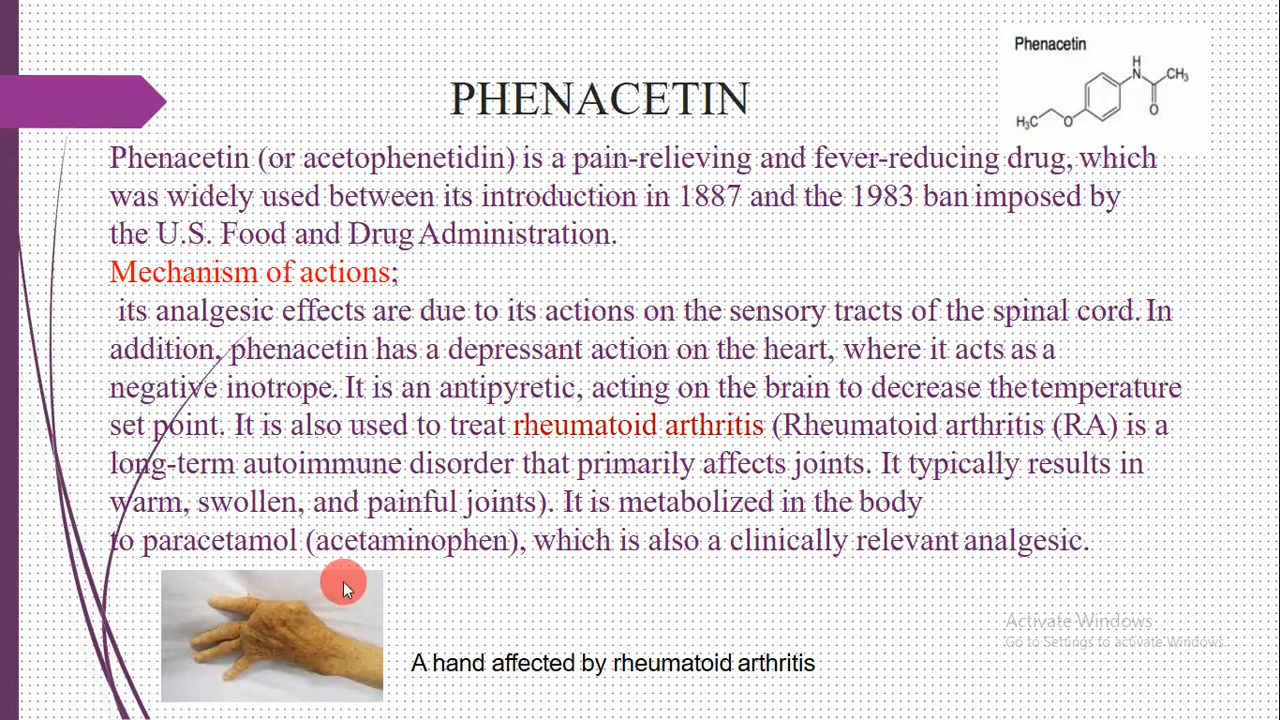 Phenacetin
H
N
CH3
O
H3C
O
PHENACETIN
Phenacetin (or acetophenetidin) is a pain-relieving and fever-reducing drug, which
was widely used between its introduction in 1887 and the 1983 ban imposed by
the U.S. Food and Drug Administration.
Mechanism of actions;
its analgesic effects are due to its actions on the sensory tracts of the spinal cord. In
addition, phenacetin has a depressant action on the heart, where it acts as a
negative inotrope. It is an antipyretic, acting on the brain to decrease the temperature
set point. It is also used to treat rheumatoid arthritis (Rheumatoid arthritis (RA) is a
long-term autoimmune disorder that primarily affects joints. It typically results in
warm, swollen, and painful joints). It is metabolized in the body
to paracetamol (acetaminophen), which is also a clinically relevant analgesic.
A hand affected by rheumatoid arthritis
Activate Windows
Go to Settings to activate Windows.